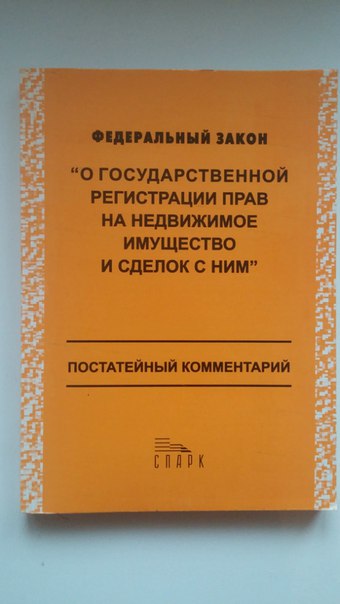 ФЕДЕРАЛЬНЫЙ ЗАКОН
“О ГОСУДАРСТВЕННОЙ
РЕГИСТРАЦИИ ПРАВ
НА НЕДВИЖИМОЕ
ИМУЩЕСТВО
И СДЕЛОК С НИМ”
ПОСТАТЕЙНЫЙ КОММЕНТАРИЙ
СПАРК